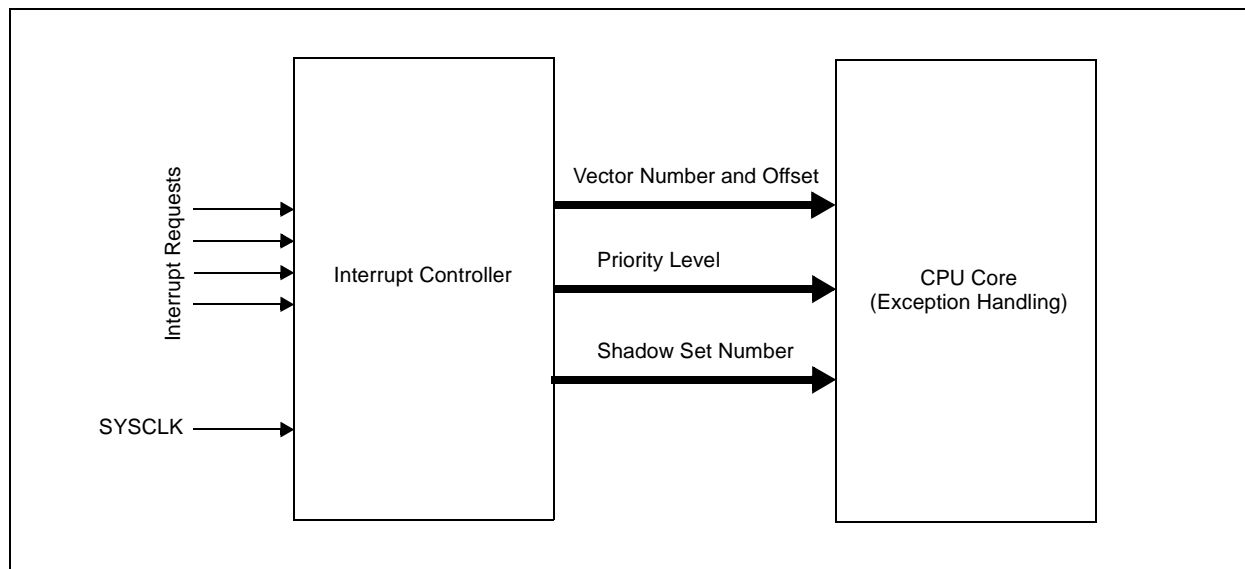 Interrupt Requests
SYSCLK
Interrupt Controller
Vector Number and Offset
Priority Level
Shadow Set Number
CPU Core
(Exception Handling)